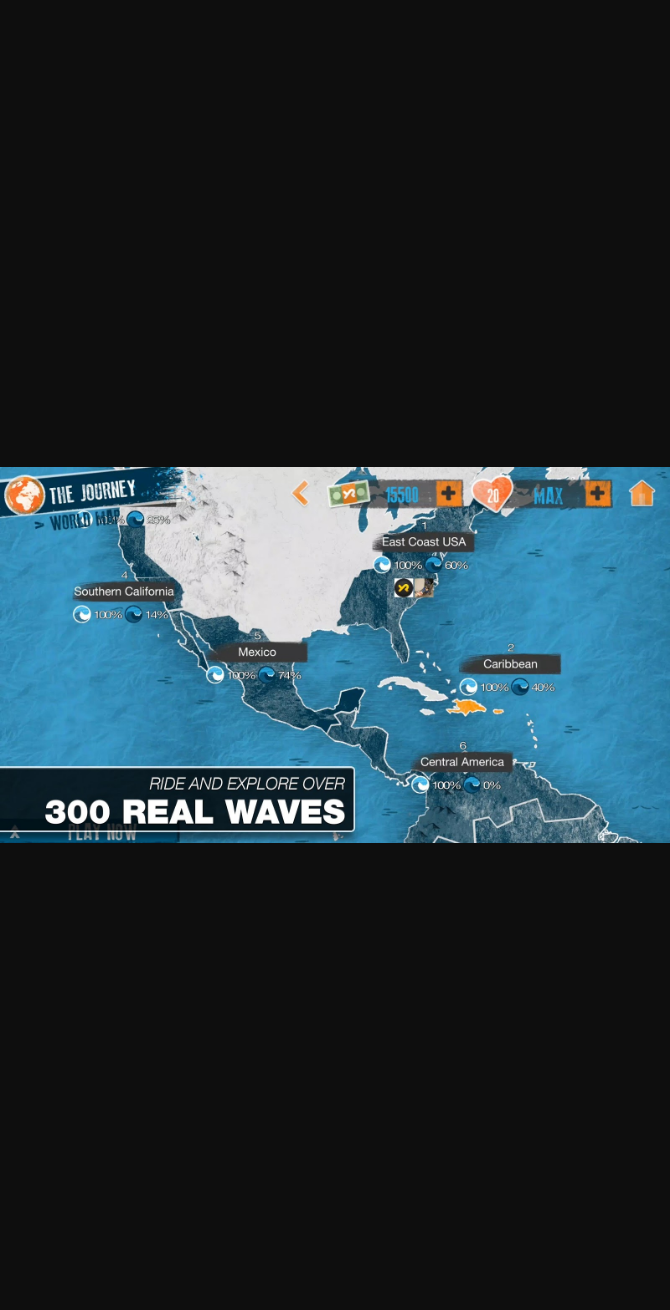 THE JOURNEY
> WORLD MAP
15500
20
MAX
1
East Coast USA
100% 60%
4
Southern California
100% 14%
5
Mexico
100% 74%
2
Caribbean
100% 40%
6
Central America
100% 0%
RIDE AND EXPLORE OVER
300 REAL WAVES
PLAY NOW